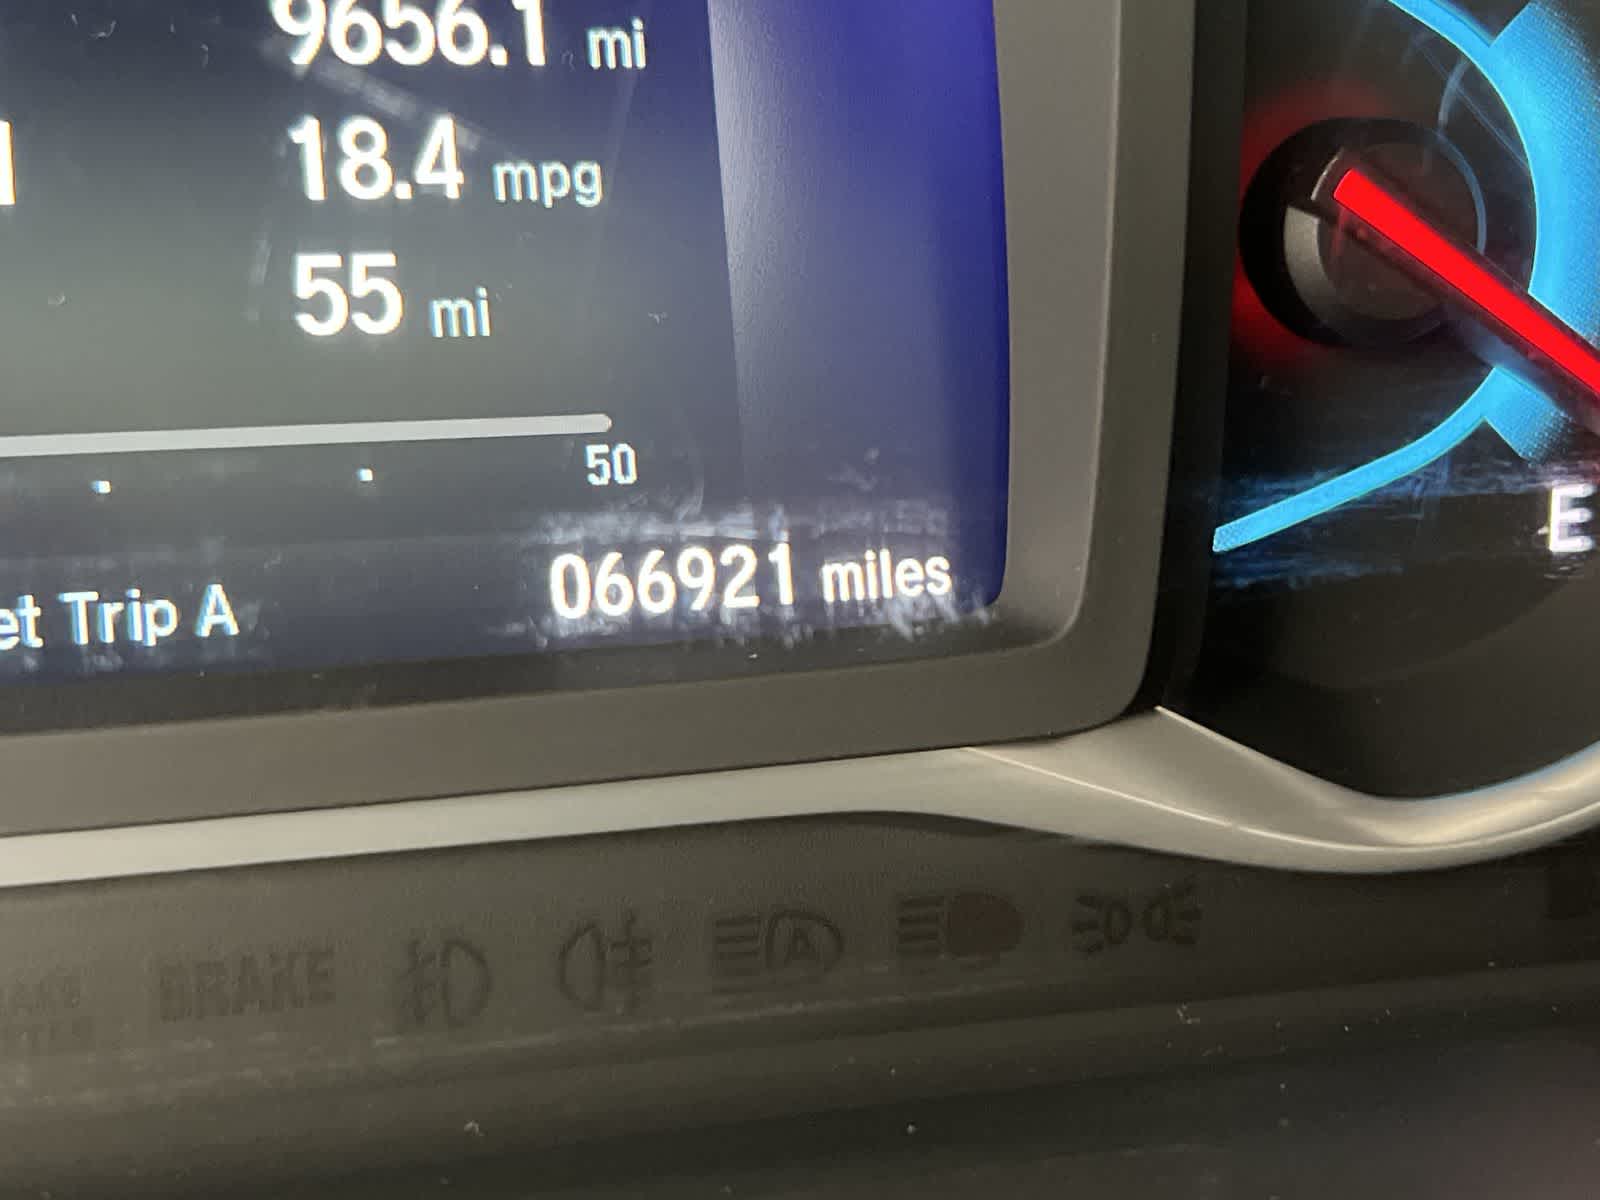 9656.1 mi
18.4 mpg
55 mi
50
et Trip A
066921 miles
E
BRAKE
A